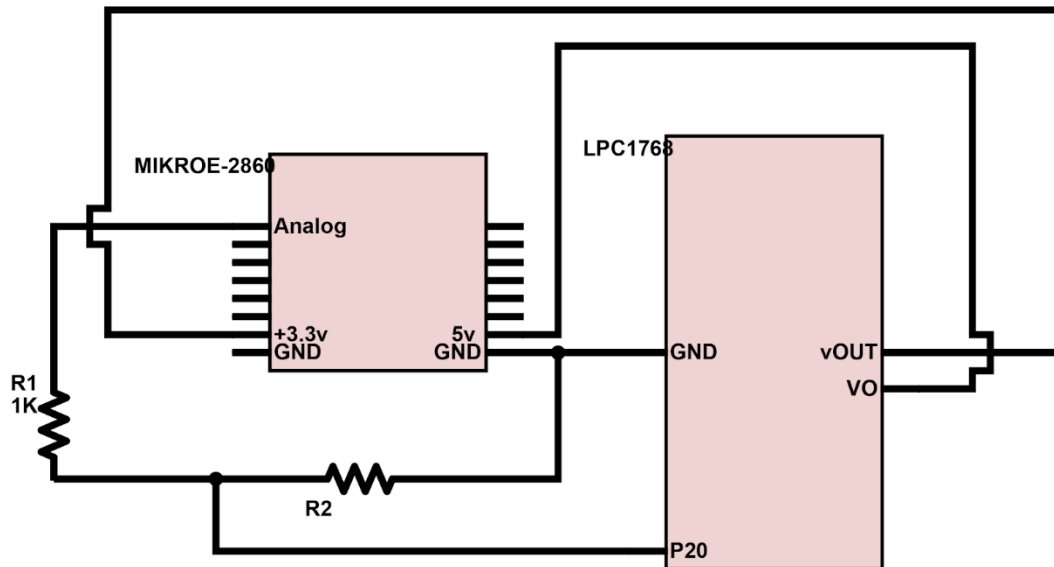 MIKROE-2860
LPC1768
Analog
+3.3v
GND
5v
GND
GND
vOUT
VO
R1
1K
R2
P20